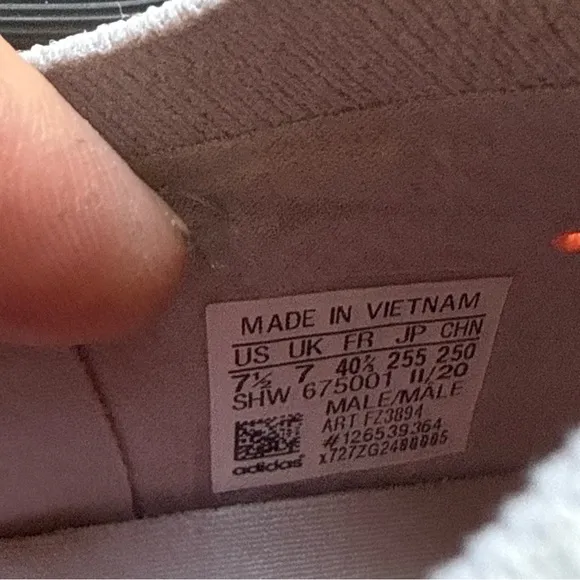 MADE IN VIETNAM
US UK FR JP CHN
7½ 7 40⅔ 255 250
SHW 675001 11/20
MALE/MÂLE
ART FZ3894
#126539364
adidas